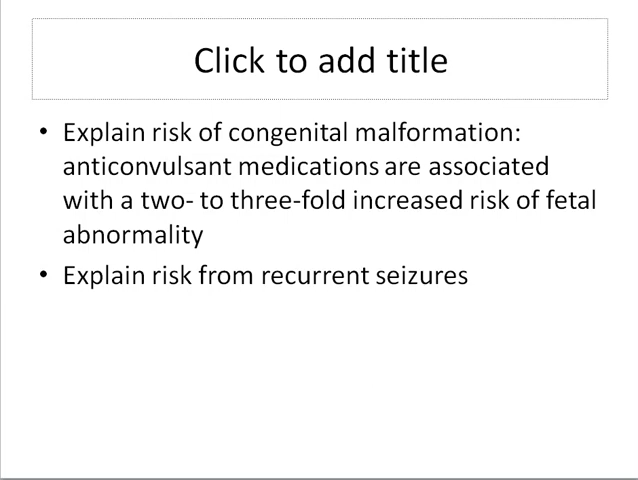 Click to add title
• Explain risk of congenital malformation:
anticonvulsant medications are associated
with a two- to three-fold increased risk of fetal
abnormality
• Explain risk from recurrent seizures